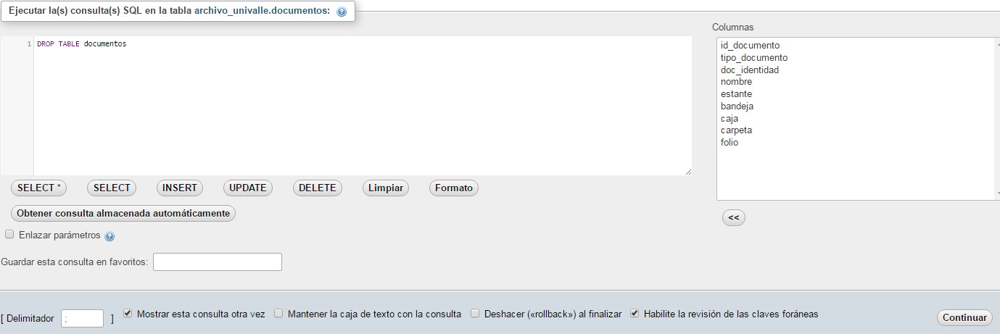 Ejecutar la(s) consulta(s) SQL en la tabla archivo_univalle.documentos:
Columnas
1 DROP TABLE documentos
id_documento
tipo_documento
doc_identidad
nombre
estante
bandeja
caja
carpeta
folio
SELECT * SELECT INSERT UPDATE DELETE Limpiar Formato
Obtener consulta almacenada automáticamente
<<
Enlazar parámetros
Guardar esta consulta en favoritos:
[ Delimitador ; ] Mostrar esta consulta otra vez Mantener la caja de texto con la consulta Deshacer («rollback») al finalizar Habilite la revisión de las claves foráneas
Continuar